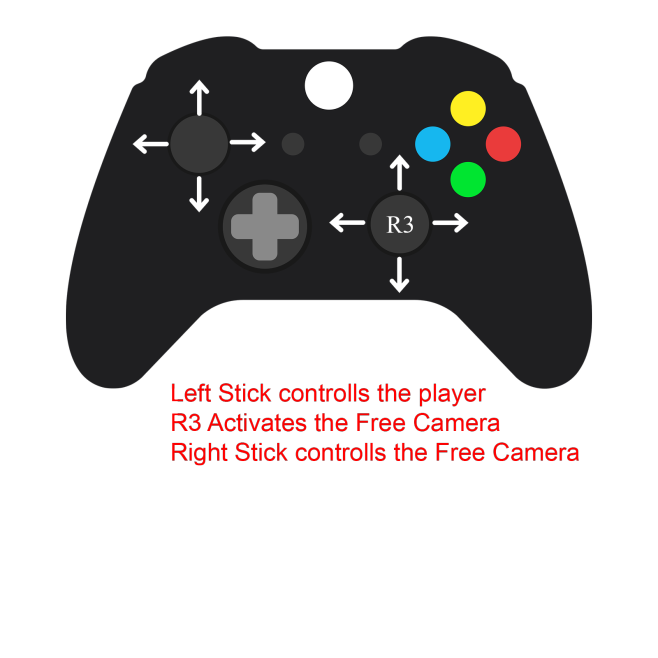 R3
Left Stick controlls the player
R3 Activates the Free Camera
Right Stick controlls the Free Camera